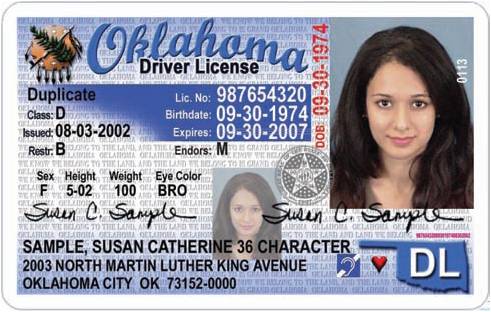 Oklahoma
Driver License
Duplicate
Lic. No: 987654320
Class: D
Birthdate: 09-30-1974
Issued: 08-03-2002
Expires: 09-30-2007
Restr: B
Endors: M
DOB: 09-30-1974
0113
Sex Height Weight Eye Color
F 5-02 100 BRO
Susan C. Sample
Susan C. Sample
SAMPLE, SUSAN CATHERINE 36 CHARACTER
2003 NORTH MARTIN LUTHER KING AVENUE
OKLAHOMA CITY OK 73152-0000
DL